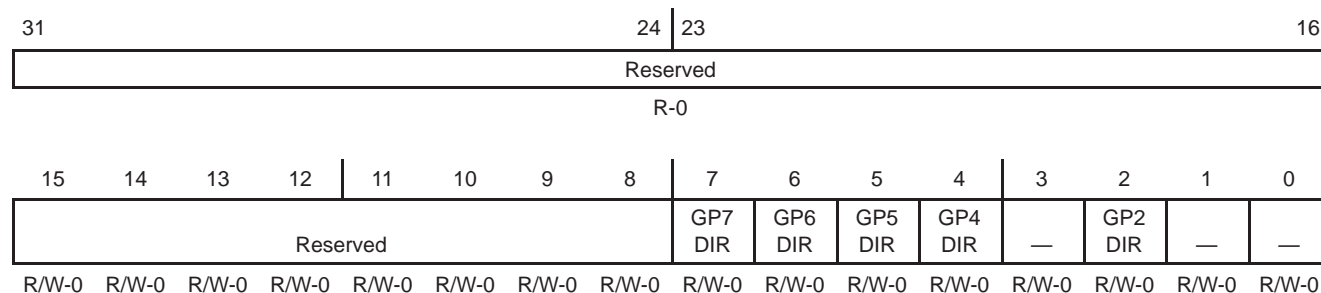 31 24 23 16
Reserved
R-0
15 14 13 12 11 10 9 8 7 6 5 4 3 2 1 0
GP7 GP6 GP5 GP4 GP2
Reserved DIR DIR DIR DIR — DIR — —
R/W-0 R/W-0 R/W-0 R/W-0 R/W-0 R/W-0 R/W-0 R/W-0 R/W-0 R/W-0 R/W-0 R/W-0 R/W-0 R/W-0 R/W-0 R/W-0